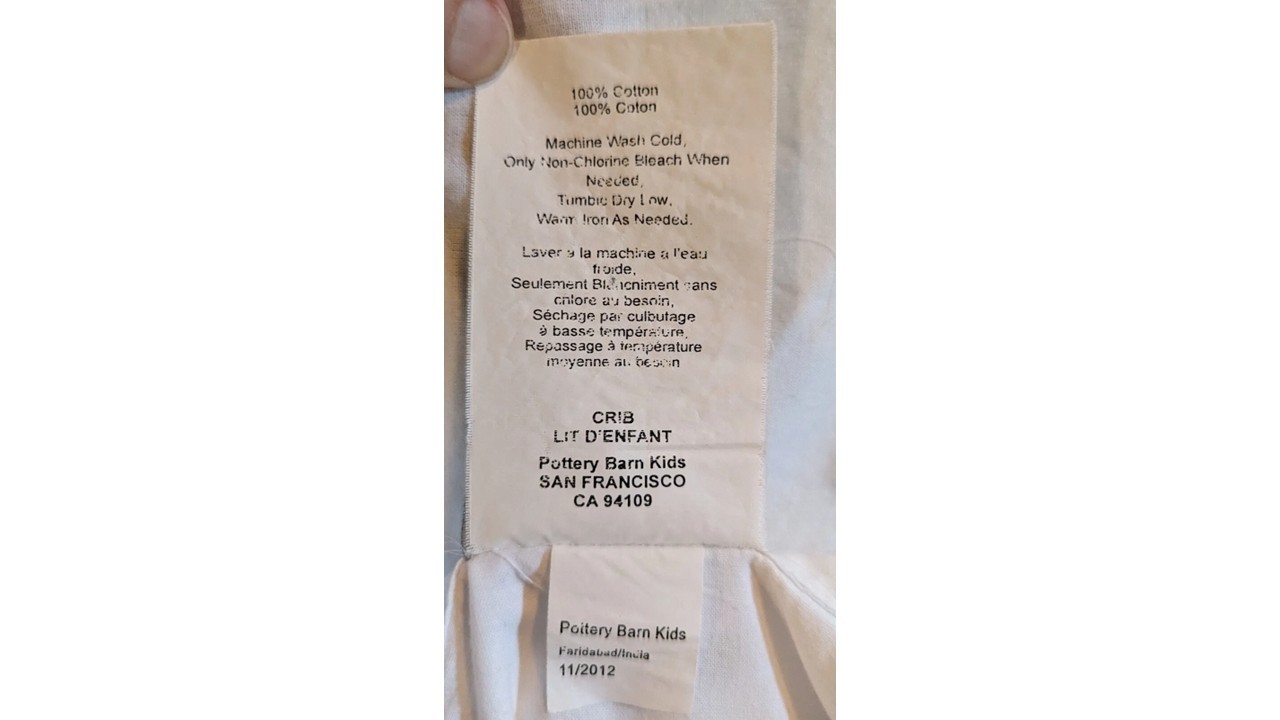 100% Cotton
100% Coton
Machine Wash Cold,
Only Non-Chlorine Bleach When
Needed,
Tumble Dry Low,
Warm Iron As Needed.
Laver a la machine a l'eau
froide,
Seulement Blanchiment sans
chlore au besoin,
Séchage par culbutage
à basse température,
Repassage à température
moyenne au besoin
CRIB
LIT D'ENFANT
Pottery Barn Kids
SAN FRANCISCO
CA 94109
Pottery Barn Kids
Faridabad/India
11/2012